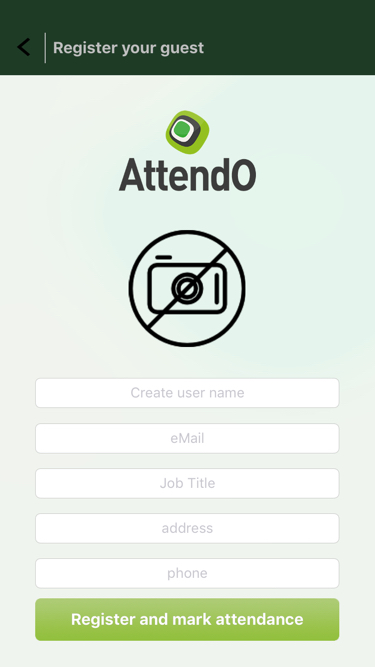 Register your guest
AttendO
Create user name
eMail
Job Title
address
phone
Register and mark attendance